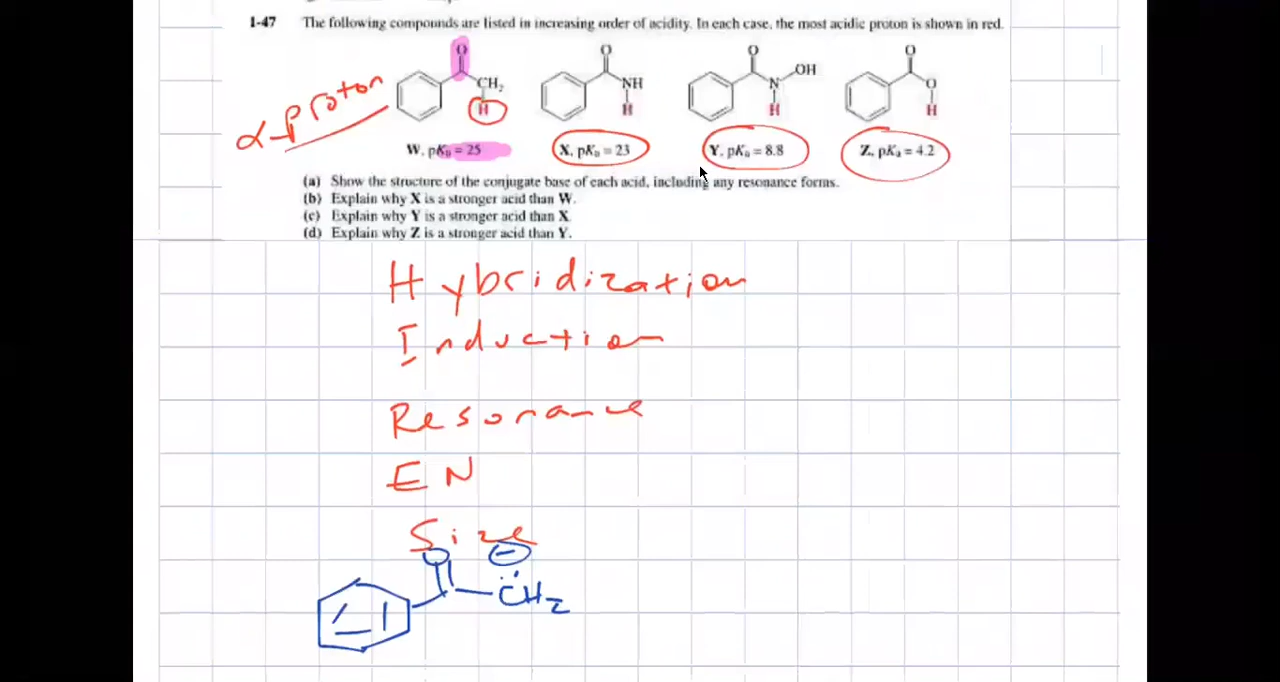 1-47 The following compounds are listed in increasing order of acidity. In each case, the most acidic proton is shown in red.
O O O O
CH₂ NH N OH O
H H H H
α-proton
W. pKa = 25 X. pKa = 23 Y. pKa = 8.8 Z. pKa = 4.2
(a) Show the structure of the conjugate base of each acid, including any resonance forms.
(b) Explain why X is a stronger acid than W.
(c) Explain why Y is a stronger acid than X.
(d) Explain why Z is a stronger acid than Y.
Hybridization
Induction
Resonance
EN
Size
O ⊖
CH₂